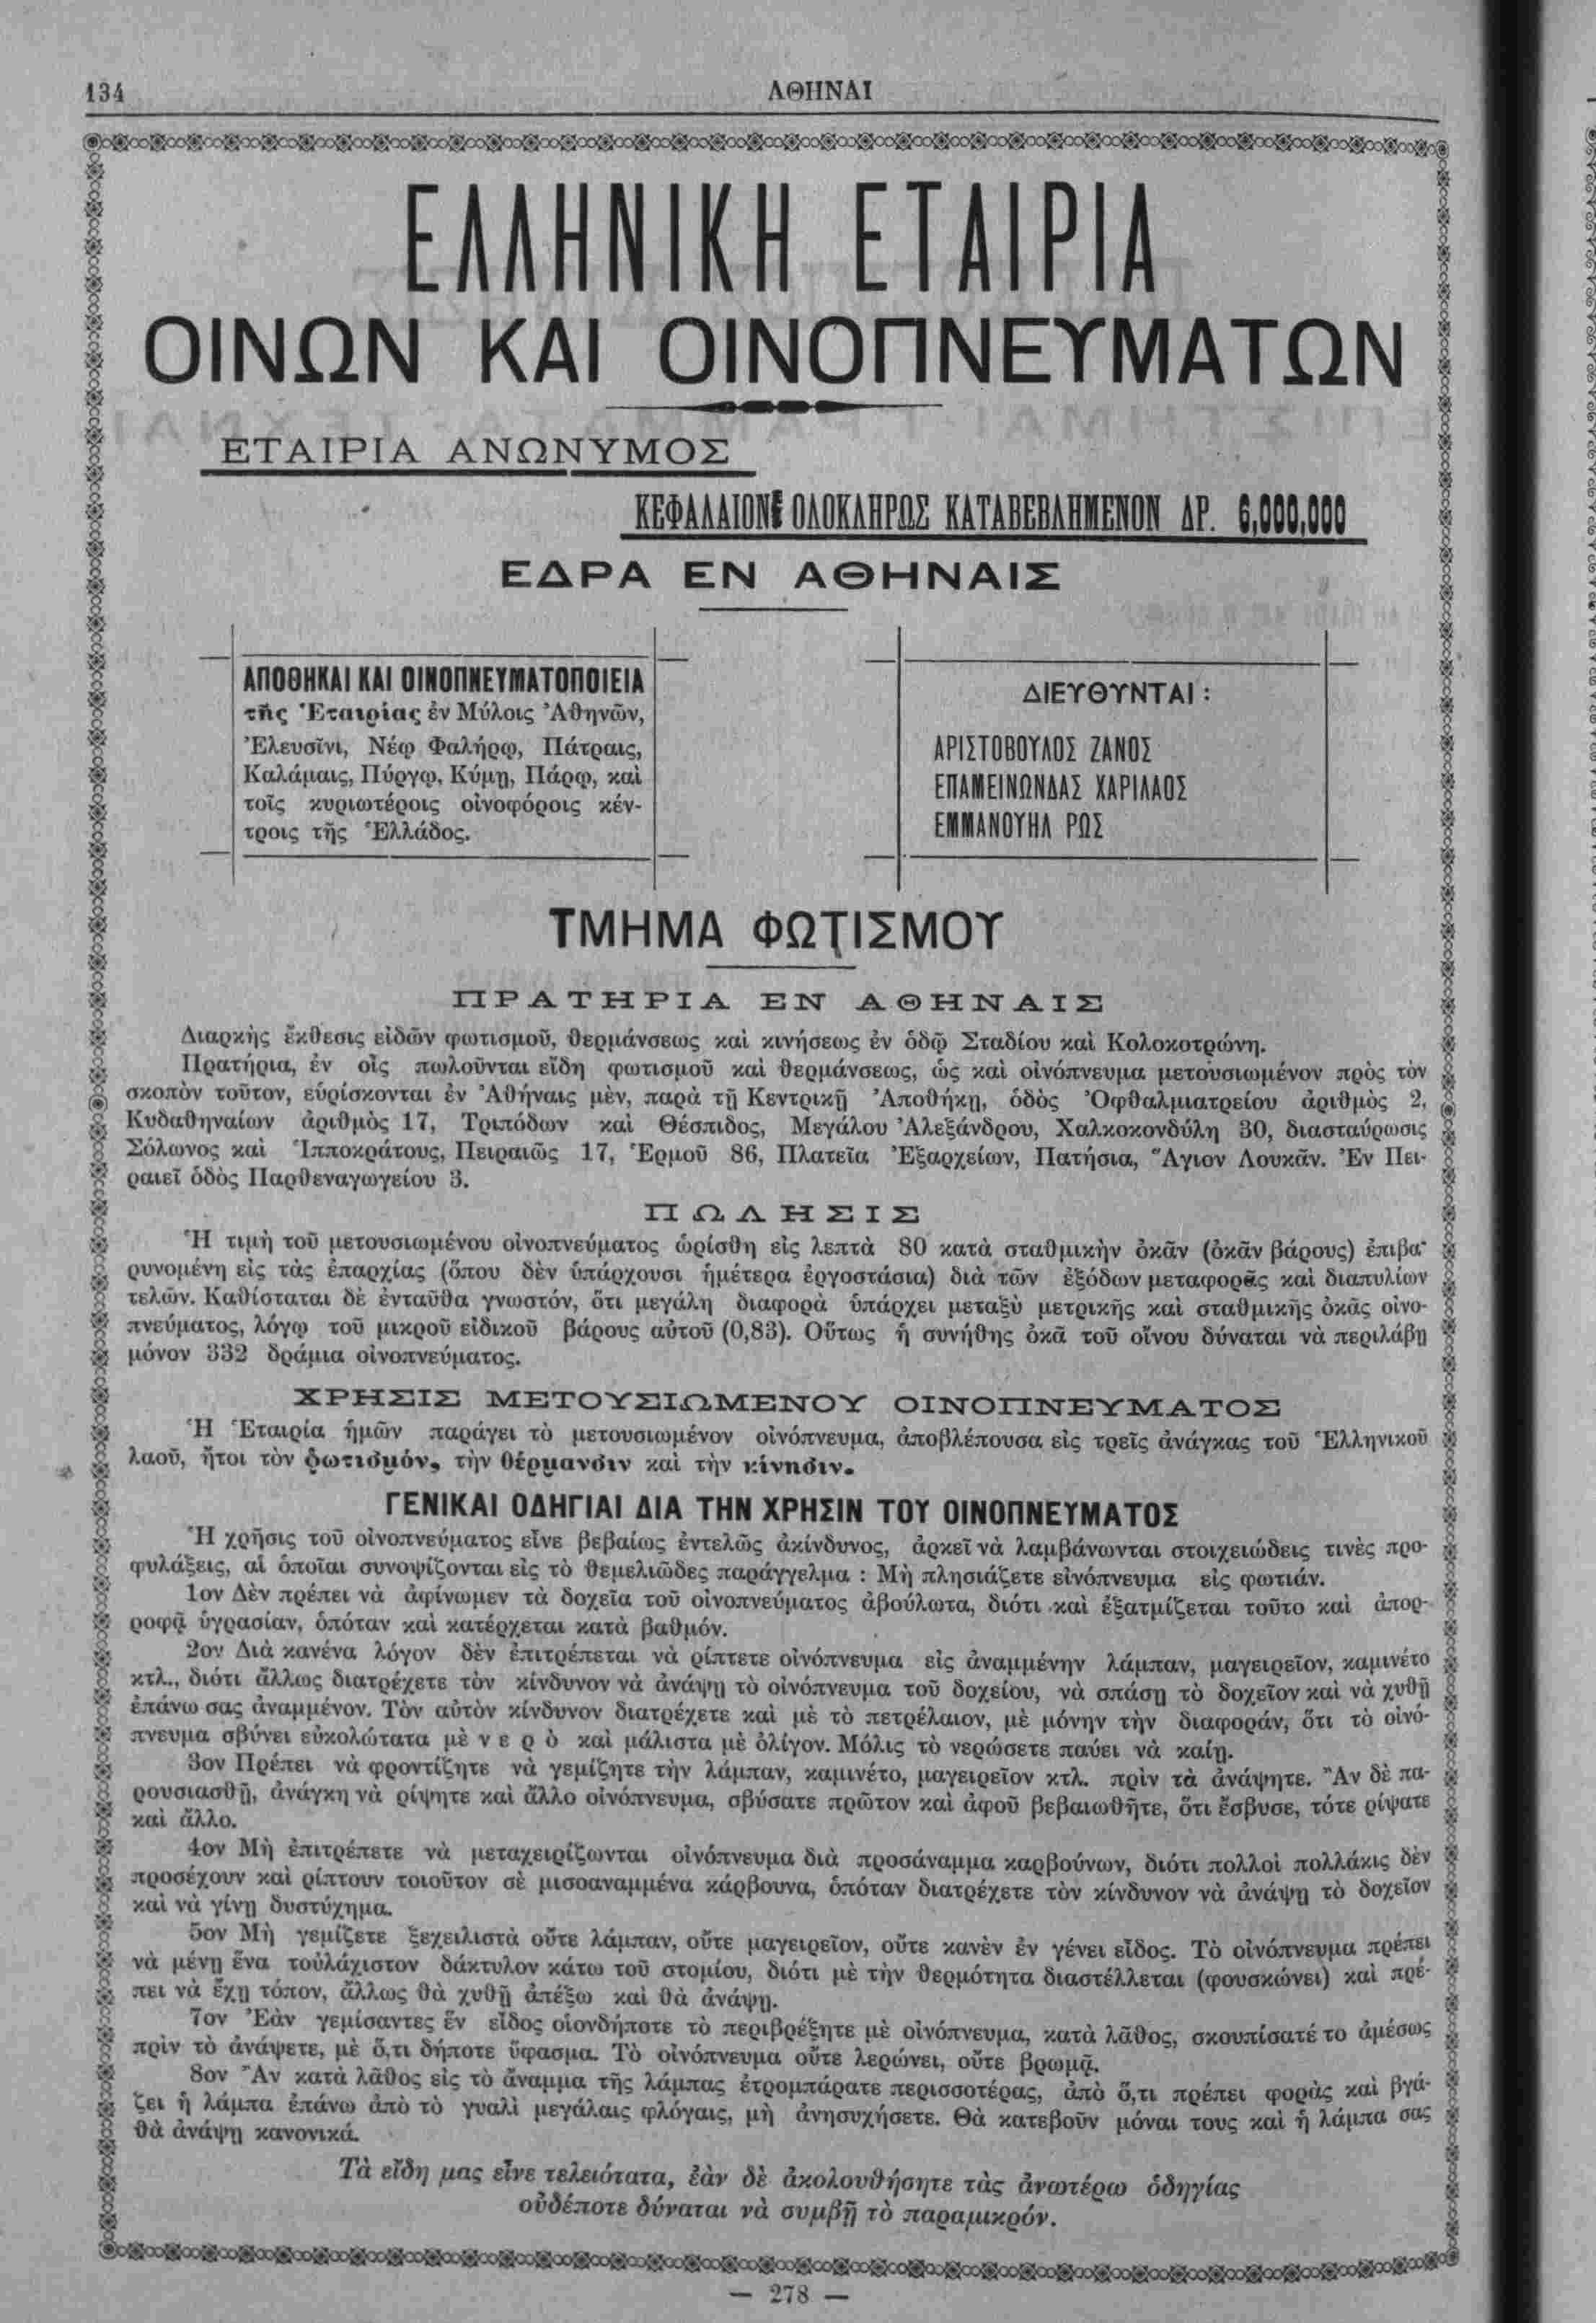 134
ΑΘΗΝΑΙ
ΕΛΛΗΝΙΚΗ ΕΤΑΙΡΙΑ
ΟΙΝΩΝ ΚΑΙ ΟΙΝΟΠΝΕΥΜΑΤΩΝ
ΕΤΑΙΡΙΑ ΑΝΩΝΥΜΟΣ
ΚΕΦΑΛΑΙΟΝ ΟΛΟΚΛΗΡΩΣ ΚΑΤΑΒΕΒΛΗΜΕΝΟΝ ΔΡ. 6,000,000
ΕΔΡΑ ΕΝ ΑΘΗΝΑΙΣ
ΑΠΟΘΗΚΑΙ ΚΑΙ ΟΙΝΟΠΝΕΥΜΑΤΟΠΟΙΕΙΑ
τῆς Ἑταιρίας ἐν Μύλοις Ἀθηνῶν,
Ἐλευσῖνι, Νέῳ Φαλήρῳ, Πάτραις,
Καλάμαις, Πύργῳ, Κύμῃ, Πάρῳ, καὶ
τοῖς κυριωτέροις οἰνοφόροις κέν-
τροις τῆς Ἑλλάδος.
ΔΙΕΥΘΥΝΤΑΙ :
ΑΡΙΣΤΟΒΟΥΛΟΣ ΖΑΝΟΣ
ΕΠΑΜΕΙΝΩΝΔΑΣ ΧΑΡΙΛΑΟΣ
ΕΜΜΑΝΟΥΗΛ ΡΩΣ
ΤΜΗΜΑ ΦΩΤΙΣΜΟΥ
ΠΡΑΤΗΡΙΑ ΕΝ ΑΘΗΝΑΙΣ
Διαρκὴς ἔκθεσις εἰδῶν φωτισμοῦ, θερμάνσεως καὶ κινήσεως ἐν ὁδῷ Σταδίου καὶ Κολοκοτρώνη.
Πρατήρια, ἐν οἷς πωλοῦνται εἴδη φωτισμοῦ καὶ θερμάνσεως, ὡς καὶ οἰνόπνευμα μετουσιωμένον πρὸς τὸν
σκοπὸν τοῦτον, εὑρίσκονται ἐν Ἀθήναις μὲν, παρὰ τῇ Κεντρικῇ Ἀποθήκῃ, ὁδὸς Ὀφθαλμιατρείου ἀριθμὸς 2,
Κυδαθηναίων ἀριθμὸς 17, Τριπόδων καὶ Θέσπιδος, Μεγάλου Ἀλεξάνδρου, Χαλκοκονδύλη 30, διασταύρωσις
Σόλωνος καὶ Ἱπποκράτους, Πειραιῶς 17, Ἑρμοῦ 86, Πλατεῖα Ἐξαρχείων, Πατήσια, Ἅγιον Λουκᾶν. Ἐν Πει-
ραιεῖ ὁδὸς Παρθεναγωγείου 3.
ΠΩΛΗΣΙΣ
Ἡ τιμὴ τοῦ μετουσιωμένου οἰνοπνεύματος ὡρίσθη εἰς λεπτὰ 80 κατὰ σταθμικὴν ὀκᾶν (ὀκᾶν βάρους) ἐπιβα-
ρυνομένη εἰς τὰς ἐπαρχίας (ὅπου δὲν ὑπάρχουσι ἡμέτερα ἐργοστάσια) διὰ τῶν ἐξόδων μεταφορᾶς καὶ διαπυλίων
τελῶν. Καθίσταται δὲ ἐνταῦθα γνωστόν, ὅτι μεγάλη διαφορὰ ὑπάρχει μεταξὺ μετρικῆς καὶ σταθμικῆς ὀκᾶς οἰνο-
πνεύματος, λόγῳ τοῦ μικροῦ εἰδικοῦ βάρους αὐτοῦ (0,83). Οὕτως ἡ συνήθης ὀκᾶ τοῦ οἴνου δύναται νὰ περιλάβῃ
μόνον 332 δράμια οἰνοπνεύματος.
ΧΡΗΣΙΣ ΜΕΤΟΥΣΙΩΜΕΝΟΥ ΟΙΝΟΠΝΕΥΜΑΤΟΣ
Ἡ Ἑταιρία ἡμῶν παράγει τὸ μετουσιωμένον οἰνόπνευμα, ἀποβλέπουσα εἰς τρεῖς ἀνάγκας τοῦ Ἑλληνικοῦ
λαοῦ, ἤτοι τὸν φωτισμόν, τὴν θέρμανσιν καὶ τὴν κίνησιν.
ΓΕΝΙΚΑΙ ΟΔΗΓΙΑΙ ΔΙΑ ΤΗΝ ΧΡΗΣΙΝ ΤΟΥ ΟΙΝΟΠΝΕΥΜΑΤΟΣ
Ἡ χρῆσις τοῦ οἰνοπνεύματος εἶνε βεβαίως ἐντελῶς ἀκίνδυνος, ἀρκεῖ νὰ λαμβάνωνται στοιχειώδεις τινὲς προ-
φυλάξεις, αἱ ὁποῖαι συνοψίζονται εἰς τὸ θεμελιῶδες παράγγελμα : Μὴ πλησιάζετε εἰνόπνευμα εἰς φωτιάν.
1ον Δὲν πρέπει νὰ ἀφίνωμεν τὰ δοχεῖα τοῦ οἰνοπνεύματος ἀβούλωτα, διότι καὶ ἐξατμίζεται τοῦτο καὶ ἀπορ-
ροφᾷ ὑγρασίαν, ὁπόταν καὶ κατέρχεται κατὰ βαθμόν.
2ον Διὰ κανένα λόγον δὲν ἐπιτρέπεται νὰ ρίπτετε οἰνόπνευμα εἰς ἀναμμένην λάμπαν, μαγειρεῖον, καμινέτο
κτλ., διότι ἄλλως διατρέχετε τὸν κίνδυνον νὰ ἀνάψῃ τὸ οἰνόπνευμα τοῦ δοχείου, νὰ σπάσῃ τὸ δοχεῖον καὶ νὰ χυθῇ
ἐπάνω σας ἀναμμένον. Τὸν αὐτὸν κίνδυνον διατρέχετε καὶ μὲ τὸ πετρέλαιον, μὲ μόνην τὴν διαφοράν, ὅτι τὸ οἰνό-
πνευμα σβύνει εὐκολώτατα μὲ ν ε ρ ὸ καὶ μάλιστα μὲ ὀλίγον. Μόλις τὸ νερώσετε παύει νὰ καίῃ.
3ον Πρέπει νὰ φροντίζητε νὰ γεμίζητε τὴν λάμπαν, καμινέτο, μαγειρεῖον κτλ. πρὶν τὰ ἀνάψητε. Ἂν δὲ πα-
ρουσιασθῇ, ἀνάγκη νὰ ρίψητε καὶ ἄλλο οἰνόπνευμα, σβύσατε πρῶτον καὶ ἀφοῦ βεβαιωθῆτε, ὅτι ἔσβυσε, τότε ρίψατε
καὶ ἄλλο.
4ον Μὴ ἐπιτρέπετε νὰ μεταχειρίζωνται οἰνόπνευμα διὰ προσάναμμα καρβούνων, διότι πολλοὶ πολλάκις δὲν
προσέχουν καὶ ρίπτουν τοιοῦτον σὲ μισοαναμμένα κάρβουνα, ὁπόταν διατρέχετε τὸν κίνδυνον νὰ ἀνάψῃ τὸ δοχεῖον
καὶ νὰ γίνῃ δυστύχημα.
5ον Μὴ γεμίζετε ξεχειλιστὰ οὔτε λάμπαν, οὔτε μαγειρεῖον, οὔτε κανὲν ἐν γένει εἶδος. Τὸ οἰνόπνευμα πρέπει
νὰ μένῃ ἕνα τοὐλάχιστον δάκτυλον κάτω τοῦ στομίου, διότι μὲ τὴν θερμότητα διαστέλλεται (φουσκώνει) καὶ πρέ-
πει νὰ ἔχῃ τόπον, ἄλλως θὰ χυθῇ ἀπέξω καὶ θὰ ἀνάψῃ.
7ον Ἐὰν γεμίσαντες ἓν εἶδος οἱονδήποτε τὸ περιβρέξητε μὲ οἰνόπνευμα, κατὰ λᾶθος, σκουπίσατέ το ἀμέσως
πρὶν τὸ ἀνάψετε, μὲ ὅ,τι δήποτε ὕφασμα. Τὸ οἰνόπνευμα οὔτε λερώνει, οὔτε βρωμᾷ.
8ον Ἂν κατὰ λᾶθος εἰς τὸ ἄναμμα τῆς λάμπας ἐτρομπάρατε περισσοτέρας, ἀπὸ ὅ,τι πρέπει φορὰς καὶ βγά-
ζει ἡ λάμπα ἐπάνω ἀπὸ τὸ γυαλὶ μεγάλαις φλόγαις, μὴ ἀνησυχήσετε. Θὰ κατεβοῦν μόναι τους καὶ ἡ λάμπα σας
θὰ ἀνάψῃ κανονικά.
Τὰ εἴδη μας εἶνε τελειότατα, ἐὰν δὲ ἀκολουθήσητε τὰς ἀνωτέρω ὁδηγίας
οὐδέποτε δύναται νὰ συμβῇ τὸ παραμικρόν.
— 278 —